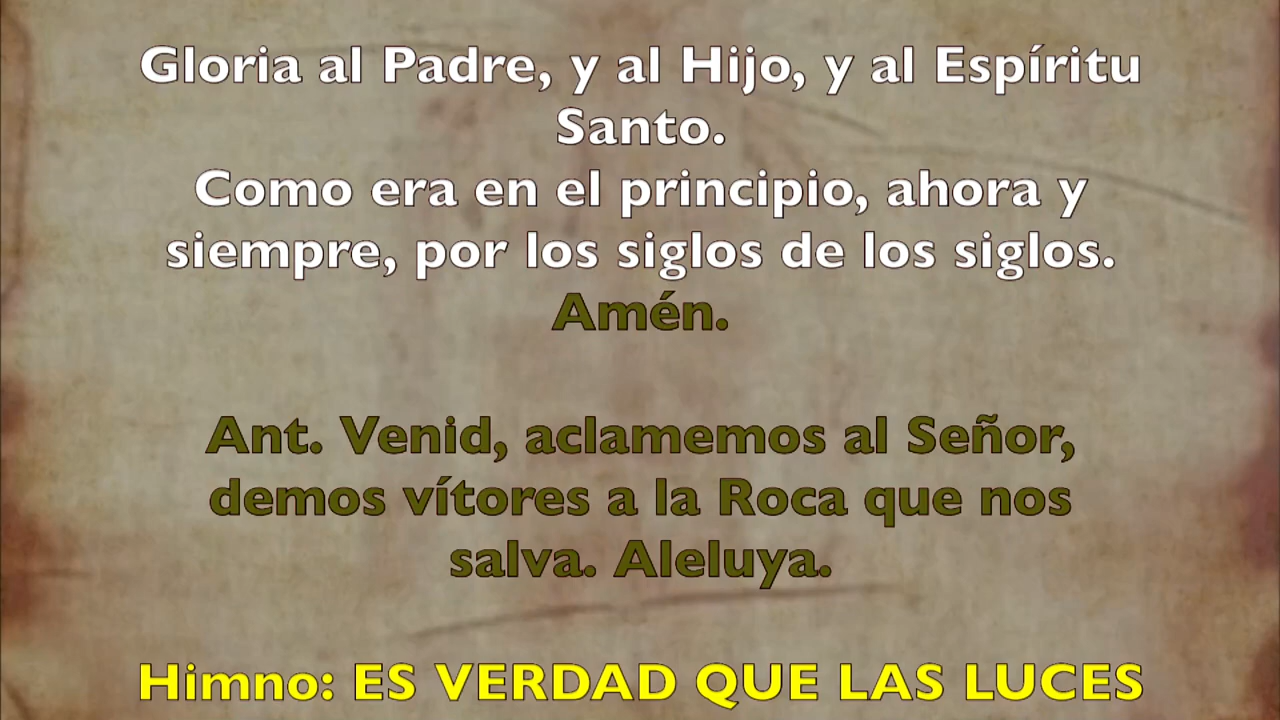 Gloria al Padre, y al Hijo, y al Espíritu
Santo.
Como era en el principio, ahora y
siempre, por los siglos de los siglos.
Amén.
Ant. Venid, aclamemos al Señor,
demos vítores a la Roca que nos
salva. Aleluya.
Himno: ES VERDAD QUE LAS LUCES